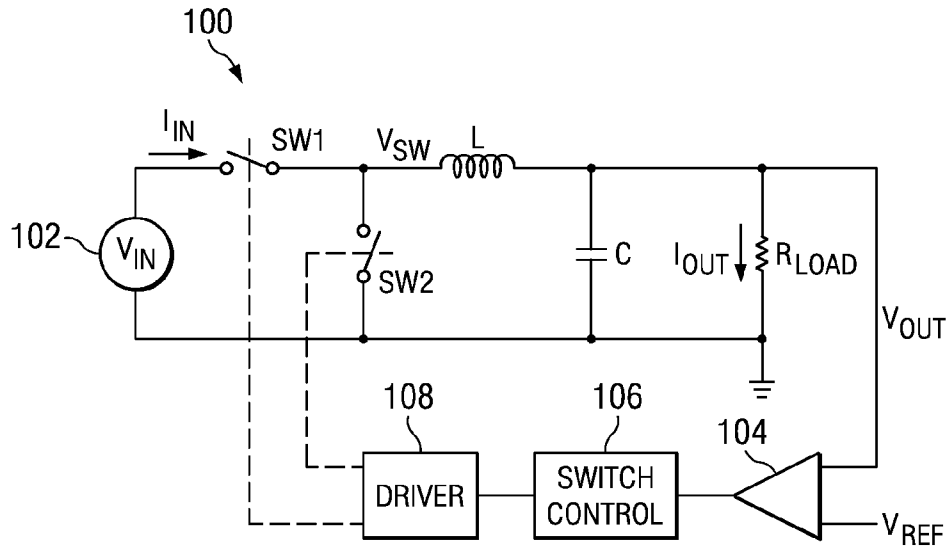 100
I_IN
SW1
V_SW
L
102
V_IN
SW2
C
I_OUT
R_LOAD
V_OUT
108
106
104
DRIVER
SWITCH
CONTROL
V_REF